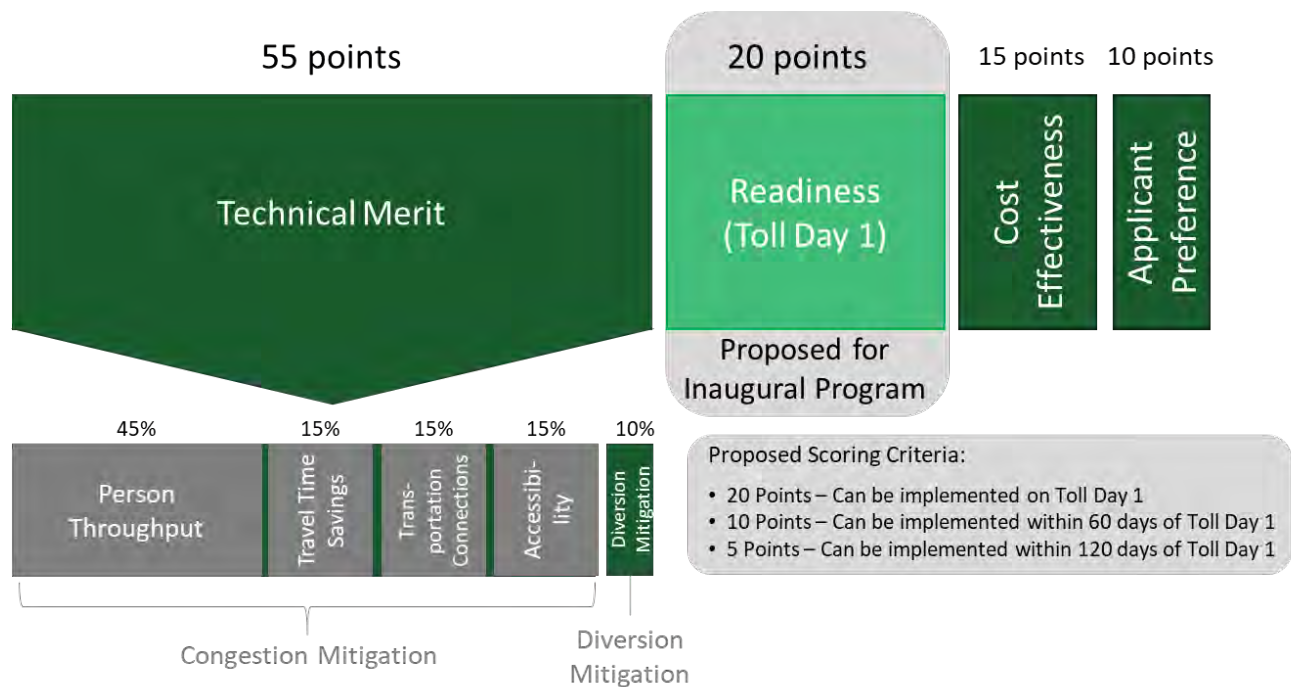 55 points
20 points
15 points
10 points
Technical Merit
Readiness
(Toll Day 1)
Cost
Effectiveness
Applicant
Preference
Proposed for
Inaugural Program
45%
15%
15%
15%
10%
Person
Throughput
Travel Time
Savings
Trans-
portation
Connections
Accessibi-
lity
Diversion
Mitigation
Congestion Mitigation
Diversion
Mitigation
Proposed Scoring Criteria:
• 20 Points – Can be implemented on Toll Day 1
• 10 Points – Can be implemented within 60 days of Toll Day 1
• 5 Points – Can be implemented within 120 days of Toll Day 1